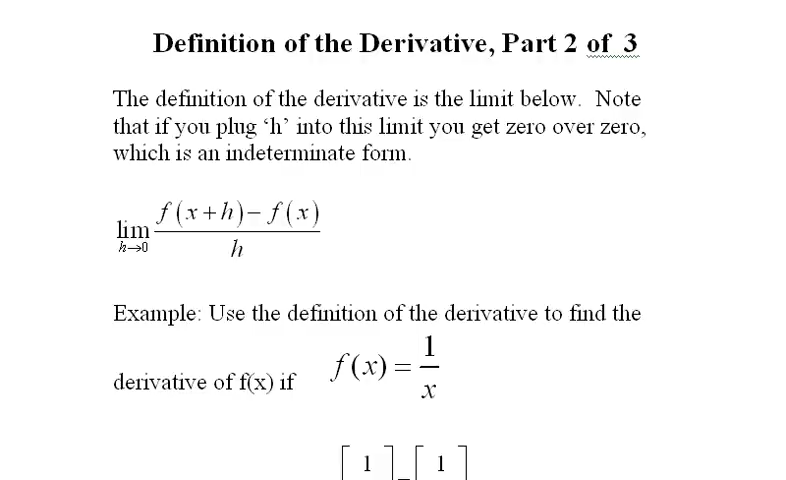 Definition of the Derivative, Part 2 of 3
The definition of the derivative is the limit below. Note
that if you plug ‘h’ into this limit you get zero over zero,
which is an indeterminate form.
lim h→0 f(x+h)− f(x) / h
Example: Use the definition of the derivative to find the
derivative of f(x) if f(x) = 1/x
[1]−[1]